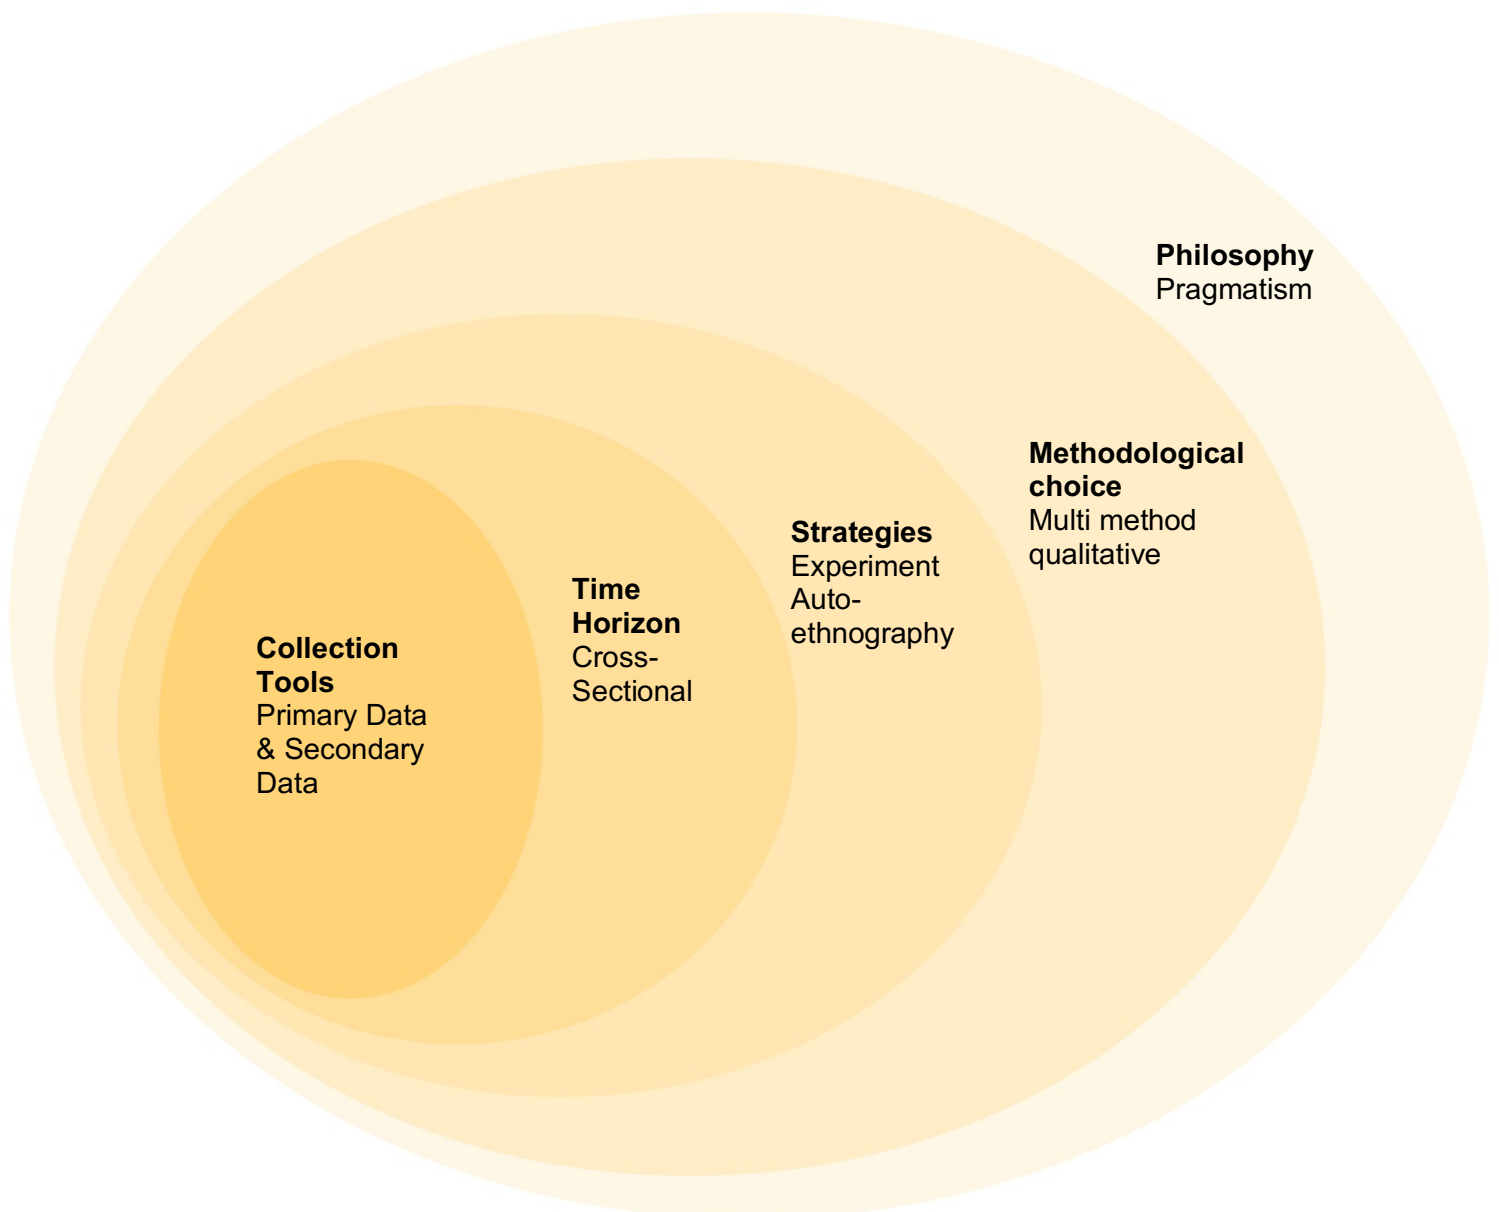 Philosophy
Pragmatism
Methodological
choice
Multi method
qualitative
Strategies
Experiment
Auto-
ethnography
Time
Horizon
Cross-
Sectional
Collection
Tools
Primary Data
& Secondary
Data